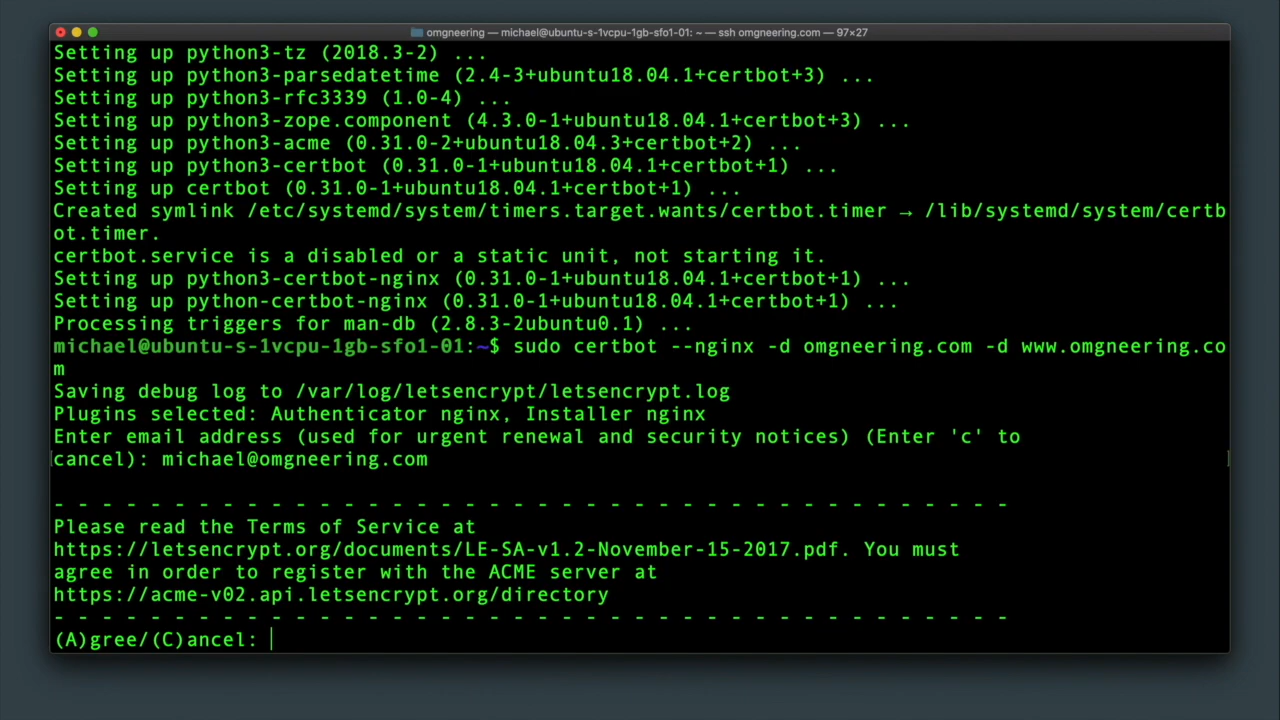 omgneering — michael@ubuntu-s-1vcpu-1gb-sfo1-01: ~ — ssh omgneering.com — 97×27
Setting up python3-tz (2018.3-2) ...
Setting up python3-parsedatetime (2.4-3+ubuntu18.04.1+certbot+3) ...
Setting up python3-rfc3339 (1.0-4) ...
Setting up python3-zope.component (4.3.0-1+ubuntu18.04.1+certbot+3) ...
Setting up python3-acme (0.31.0-2+ubuntu18.04.3+certbot+2) ...
Setting up python3-certbot (0.31.0-1+ubuntu18.04.1+certbot+1) ...
Setting up certbot (0.31.0-1+ubuntu18.04.1+certbot+1) ...
Created symlink /etc/systemd/system/timers.target.wants/certbot.timer → /lib/systemd/system/certb
ot.timer.
certbot.service is a disabled or a static unit, not starting it.
Setting up python3-certbot-nginx (0.31.0-1+ubuntu18.04.1+certbot+1) ...
Setting up python-certbot-nginx (0.31.0-1+ubuntu18.04.1+certbot+1) ...
Processing triggers for man-db (2.8.3-2ubuntu0.1) ...
michael@ubuntu-s-1vcpu-1gb-sfo1-01:~$ sudo certbot --nginx -d omgneering.com -d www.omgneering.co
m
Saving debug log to /var/log/letsencrypt/letsencrypt.log
Plugins selected: Authenticator nginx, Installer nginx
Enter email address (used for urgent renewal and security notices) (Enter 'c' to
cancel): michael@omgneering.com
- - - - - - - - - - - - - - - - - - - - - - - - - - - - - - - - - - - - - - - -
Please read the Terms of Service at
https://letsencrypt.org/documents/LE-SA-v1.2-November-15-2017.pdf. You must
agree in order to register with the ACME server at
https://acme-v02.api.letsencrypt.org/directory
- - - - - - - - - - - - - - - - - - - - - - - - - - - - - - - - - - - - - - - -
(A)gree/(C)ancel: